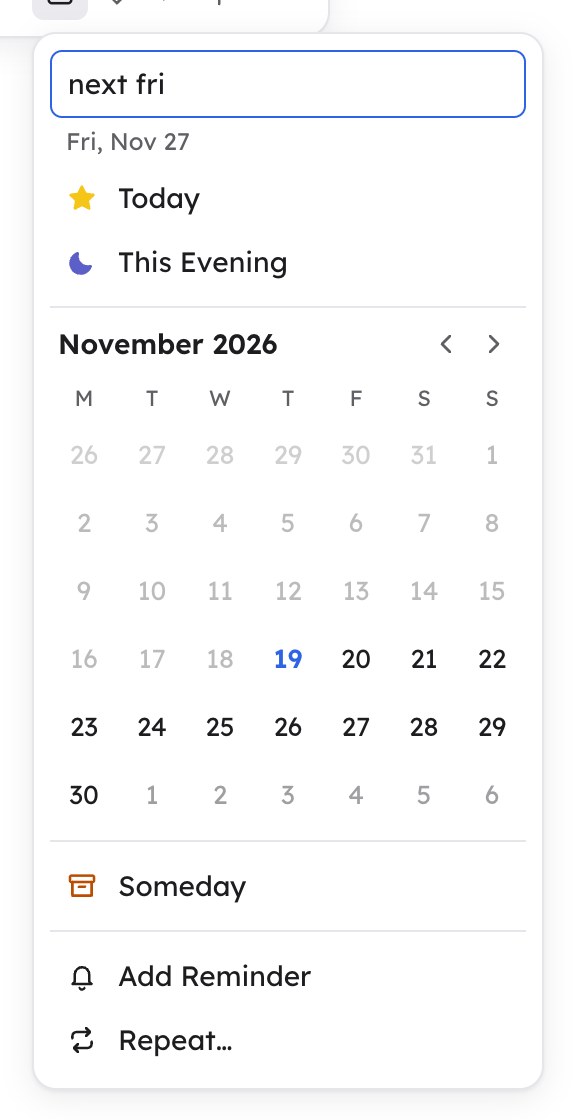 next fri
Fri, Nov 27
Today
This Evening
November 2026
M T W T F S S
26 27 28 29 30 31 1
2 3 4 5 6 7 8
9 10 11 12 13 14 15
16 17 18 19 20 21 22
23 24 25 26 27 28 29
30 1 2 3 4 5 6
Someday
Add Reminder
Repeat...